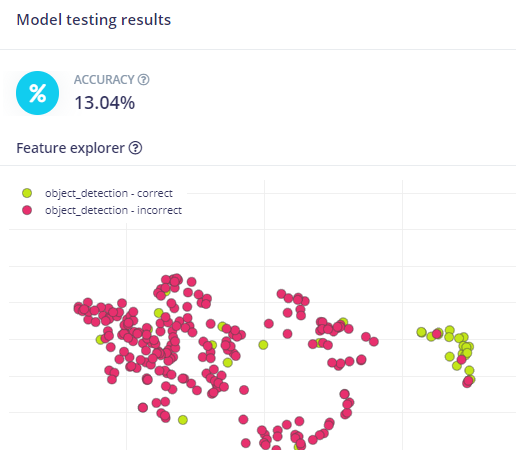 Model testing results
%
ACCURACY ?
13.04%
Feature explorer ?
object_detection - correct
object_detection - incorrect